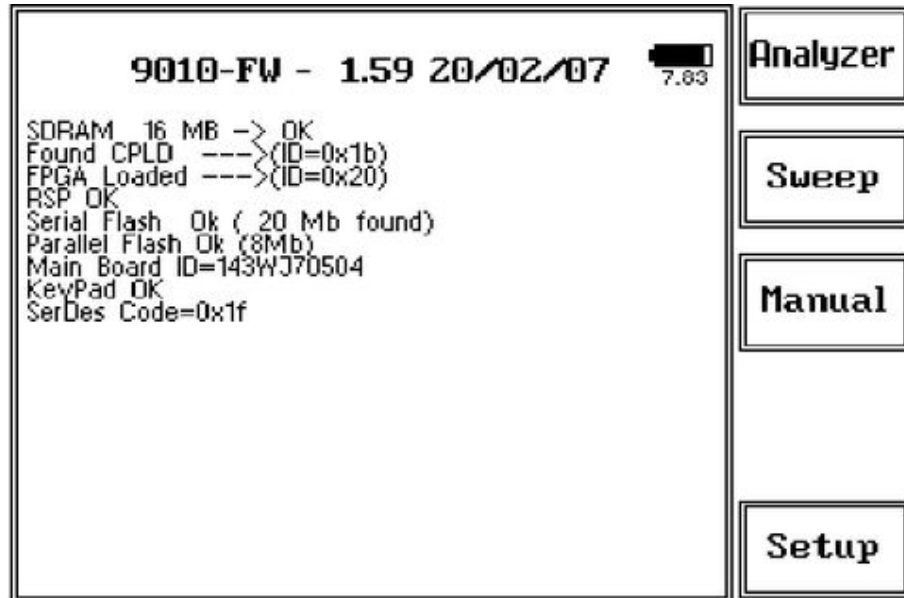 9010-FW - 1.59 20/02/07
7.83
SDRAM 16 MB -> OK
Found CPLD --->(ID=0x1b)
FPGA Loaded --->(ID=0x20)
RSP OK
Serial Flash Ok ( 20 Mb found)
Parallel Flash Ok (8Mb)
Main Board ID=143WJ70504
KeyPad OK
SerDes Code=0x1f
Analyzer
Sweep
Manual
Setup